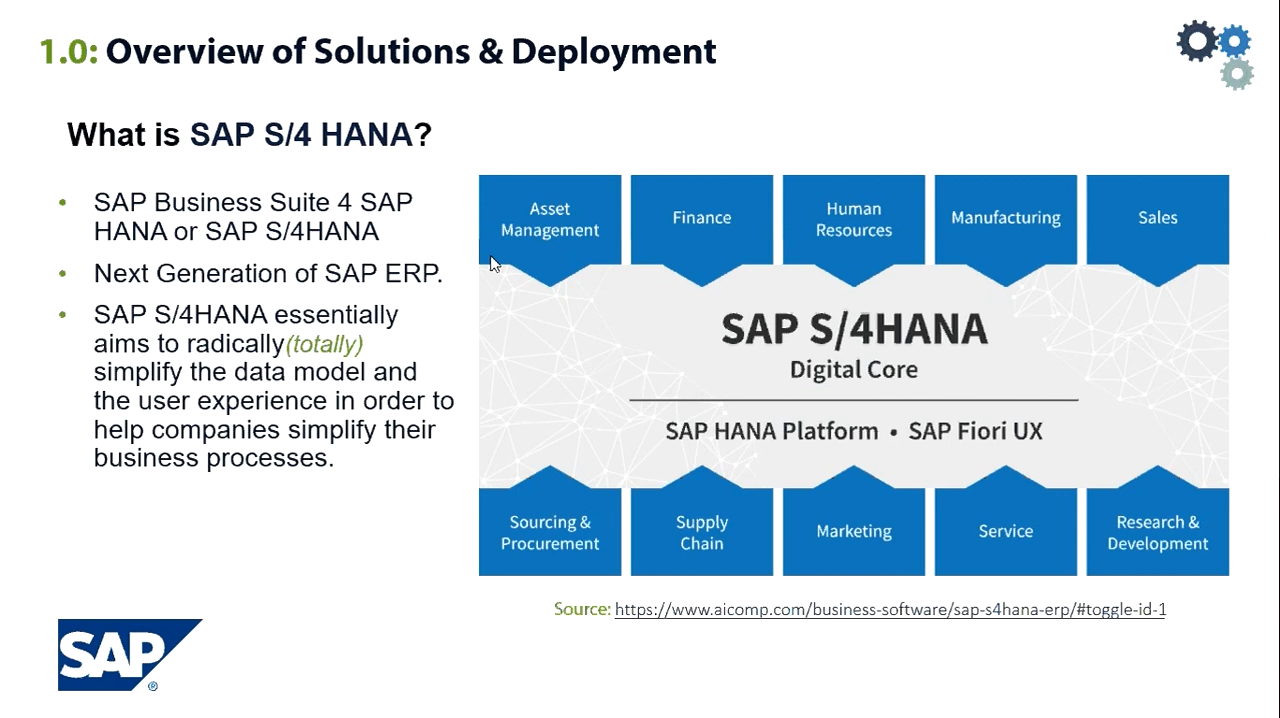 1.0: Overview of Solutions & Deployment
What is SAP S/4 HANA?
• SAP Business Suite 4 SAP
HANA or SAP S/4HANA
• Next Generation of SAP ERP.
• SAP S/4HANA essentially
aims to radically(totally)
simplify the data model and
the user experience in order to
help companies simplify their
business processes.
Asset
Management
Finance
Human
Resources
Manufacturing
Sales
SAP S/4HANA
Digital Core
SAP HANA Platform • SAP Fiori UX
Sourcing &
Procurement
Supply
Chain
Marketing
Service
Research &
Development
Source: https://www.aicomp.com/business-software/sap-s4hana-erp/#toggle-id-1
SAP®